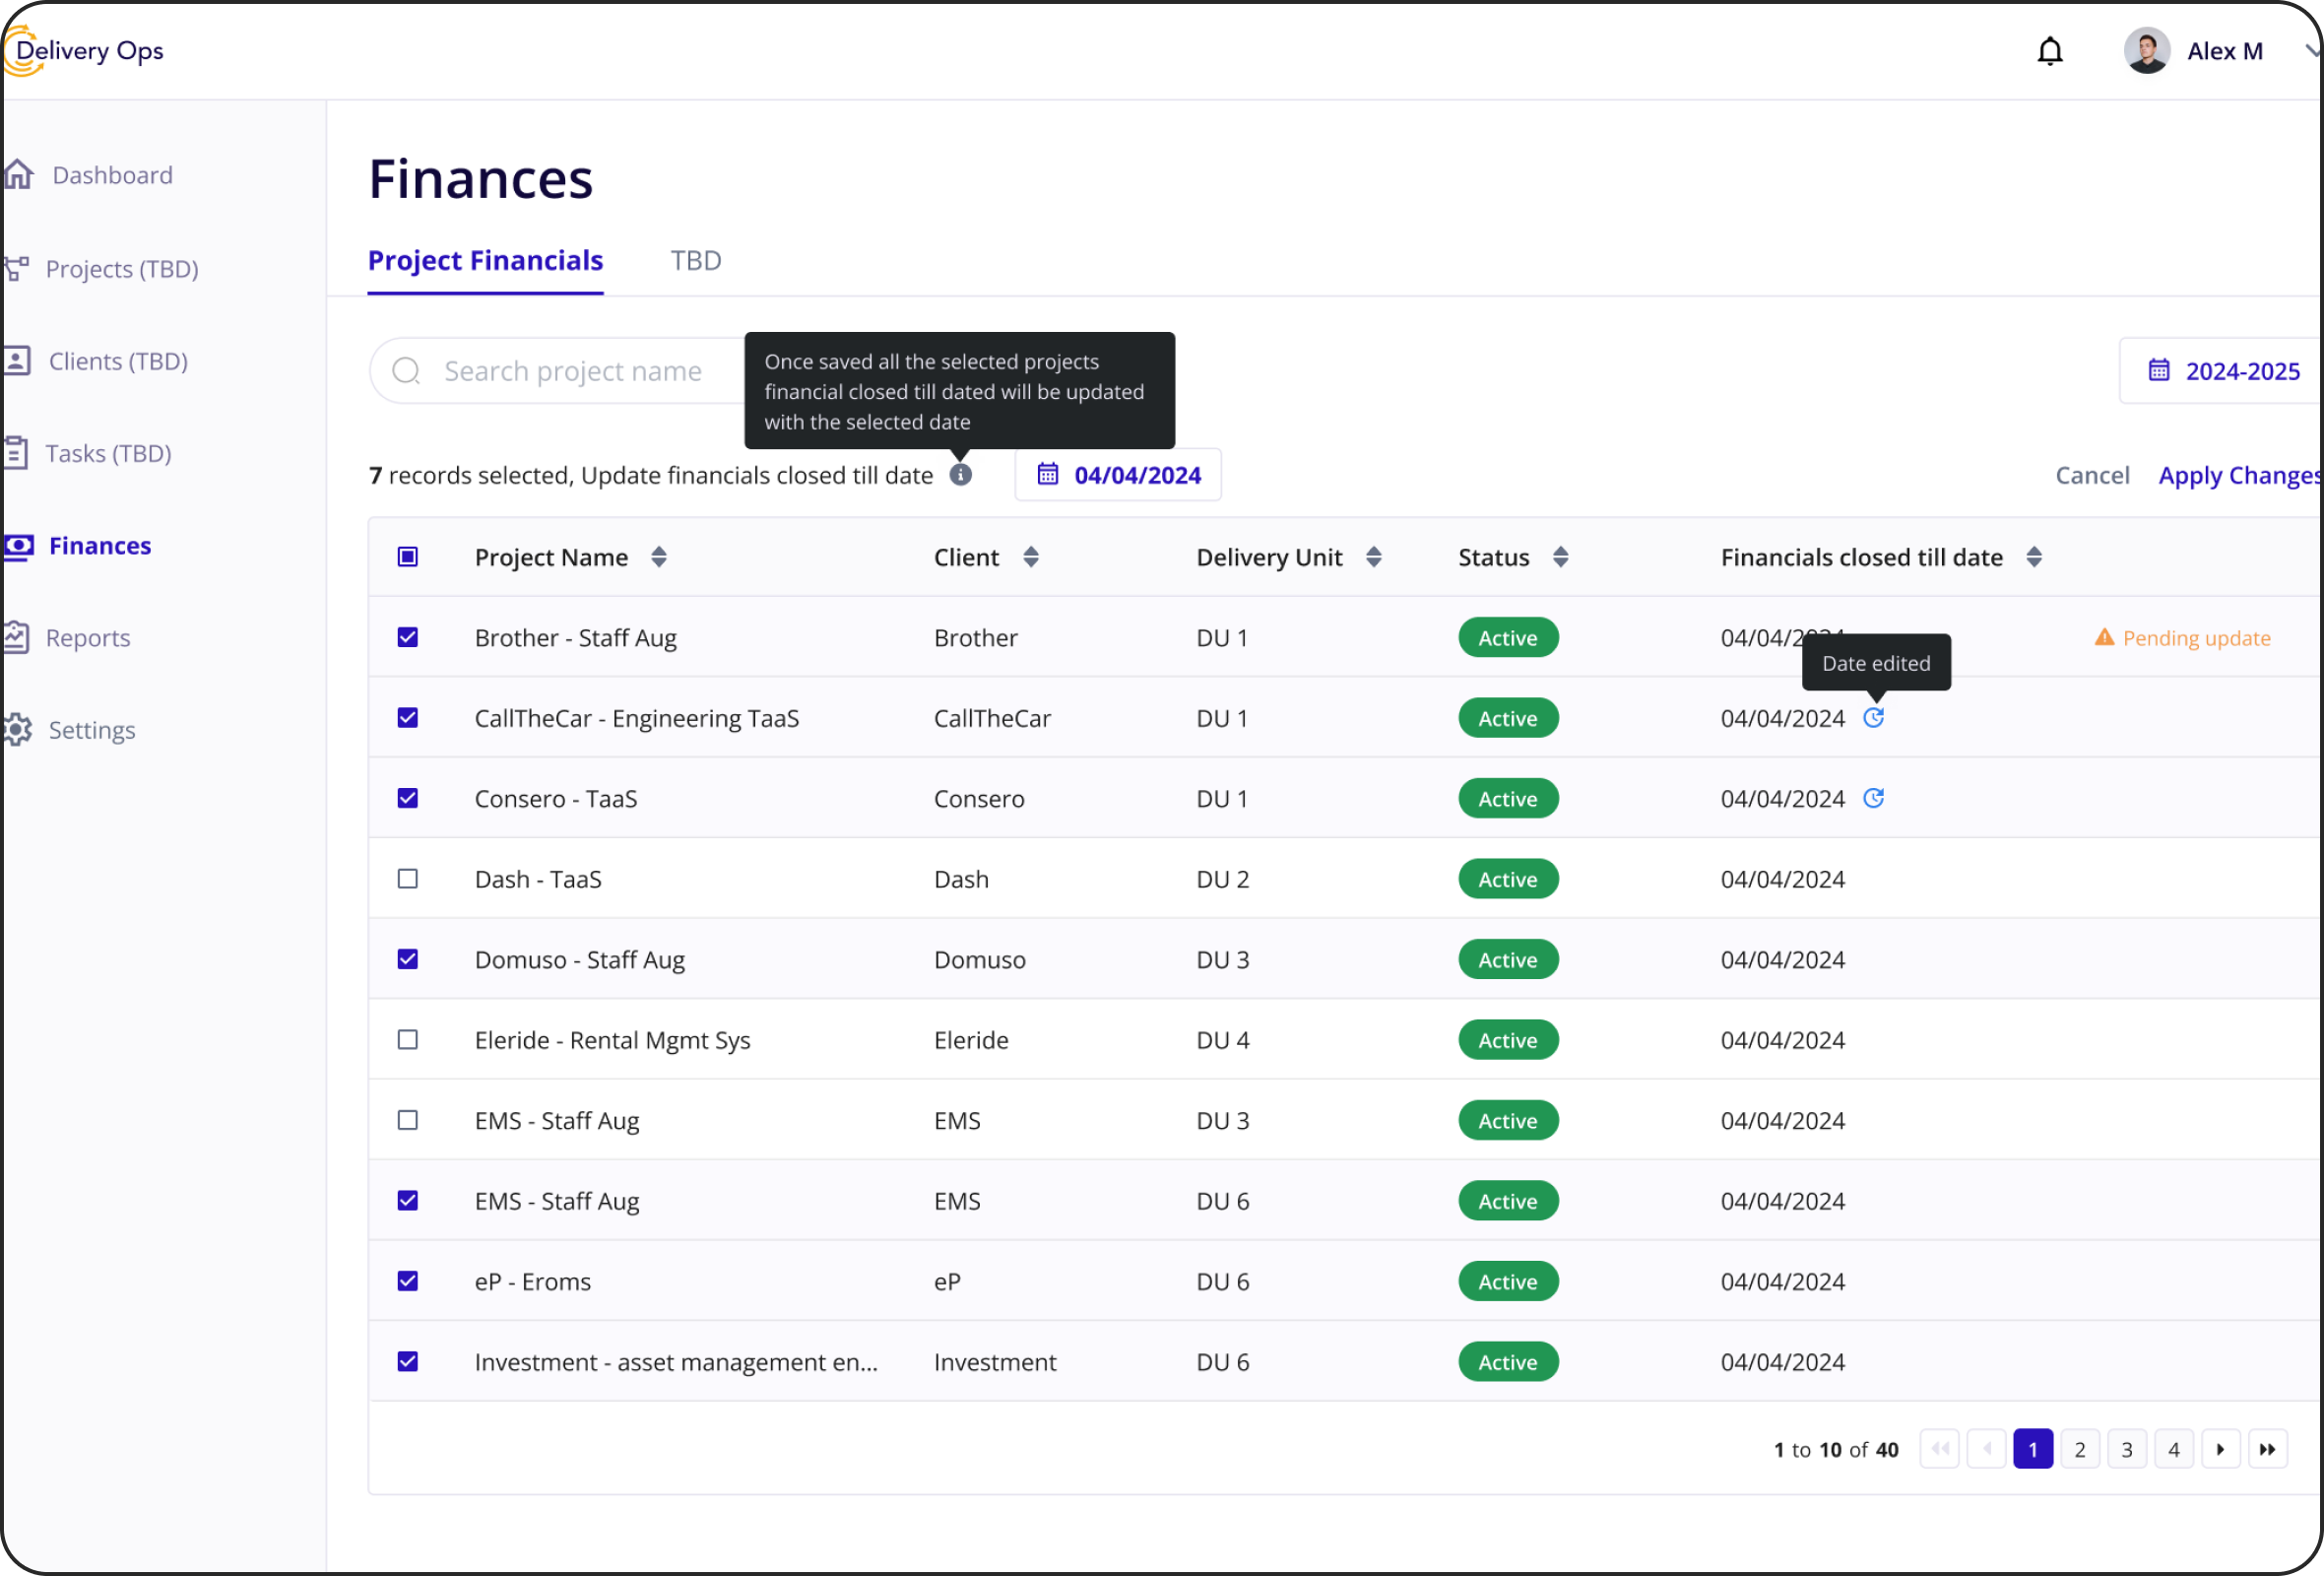 Delivery Ops
Alex M
Dashboard
Projects (TBD)
Clients (TBD)
Tasks (TBD)
Finances
Reports
Settings
Finances
Project Financials TBD
Search project name
Once saved all the selected projects
financial closed till dated will be updated
with the selected date
2024-2025
7 records selected, Update financials closed till date 04/04/2024 Cancel Apply Changes
Project Name Client Delivery Unit Status Financials closed till date
Brother - Staff Aug Brother DU 1 Active 04/04/2024 Pending update
Date edited
CallTheCar - Engineering TaaS CallTheCar DU 1 Active 04/04/2024
Consero - TaaS Consero DU 1 Active 04/04/2024
Dash - TaaS Dash DU 2 Active 04/04/2024
Domuso - Staff Aug Domuso DU 3 Active 04/04/2024
Eleride - Rental Mgmt Sys Eleride DU 4 Active 04/04/2024
EMS - Staff Aug EMS DU 3 Active 04/04/2024
EMS - Staff Aug EMS DU 6 Active 04/04/2024
eP - Eroms eP DU 6 Active 04/04/2024
Investment - asset management en... Investment DU 6 Active 04/04/2024
1 to 10 of 40 1 2 3 4